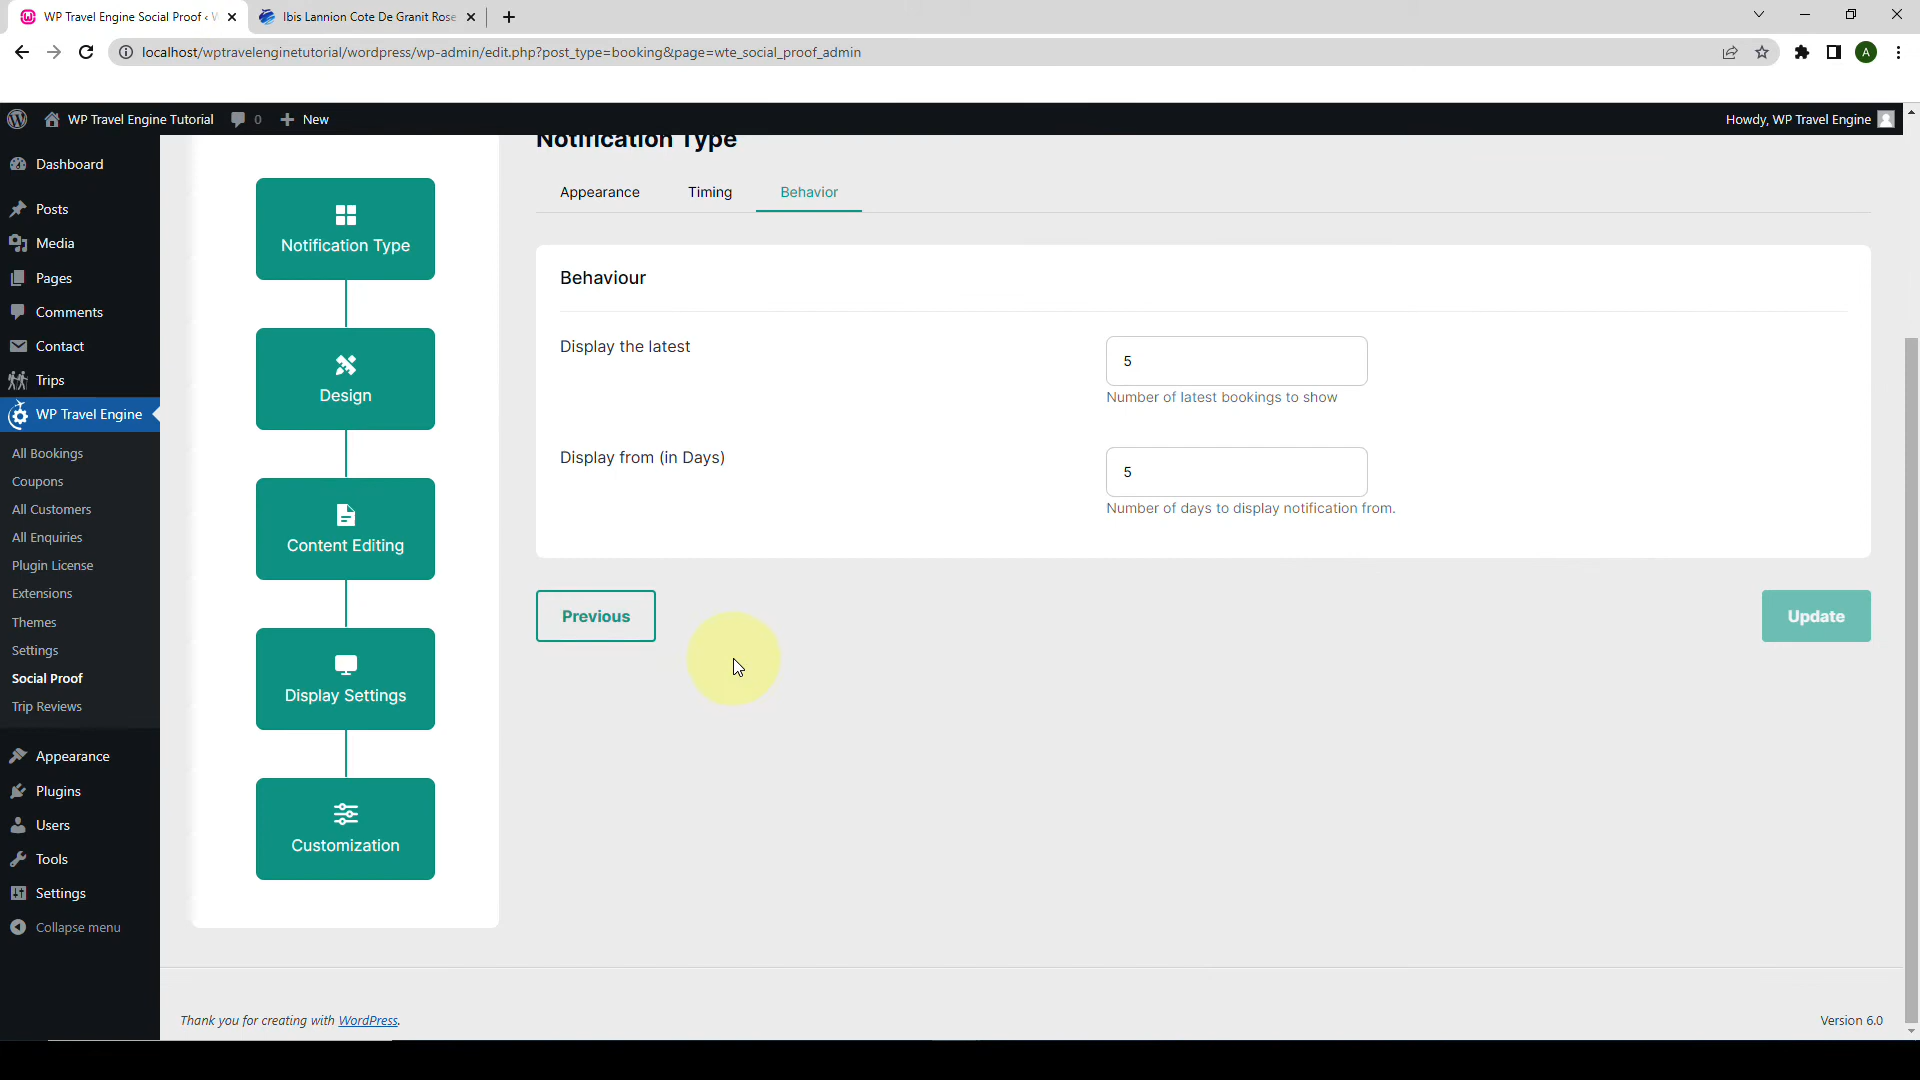 WP Travel Engine Social Proof ‹ W
Ibis Lannion Cote De Granit Rose
localhost/wptravelenginetutorial/wordpress/wp-admin/edit.php?post_type=booking&page=wte_social_proof_admin
A
WP Travel Engine Tutorial
0
New
Howdy, WP Travel Engine
Dashboard
Posts
Media
Pages
Comments
Contact
Trips
WP Travel Engine
All Bookings
Coupons
All Customers
All Enquiries
Plugin License
Extensions
Themes
Settings
Social Proof
Trip Reviews
Appearance
Plugins
Users
Tools
Settings
Collapse menu
Notification Type
Design
Content Editing
Display Settings
Customization
Notification Type
Appearance
Timing
Behavior
Behaviour
Display the latest
5
Number of latest bookings to show
Display from (in Days)
5
Number of days to display notification from.
Previous
Update
Thank you for creating with WordPress.
Version 6.0